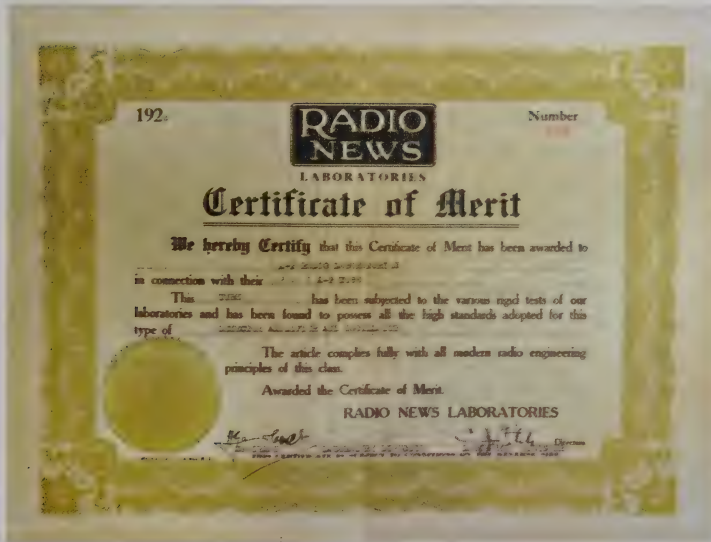 192
Number
RADIO
NEWS
LABORATORIES
Certificate of Merit
We hereby Certify that this Certificate of Merit has been awarded to
in connection with their A-P TUBE
This TUBE has been subjected to the various rigid tests of our
laboratories and has been found to possess all the high standards adopted for this
type of
The article complies fully with all modern radio engineering
principles of this class.
Awarded the Certificate of Merit.
RADIO NEWS LABORATORIES
Director